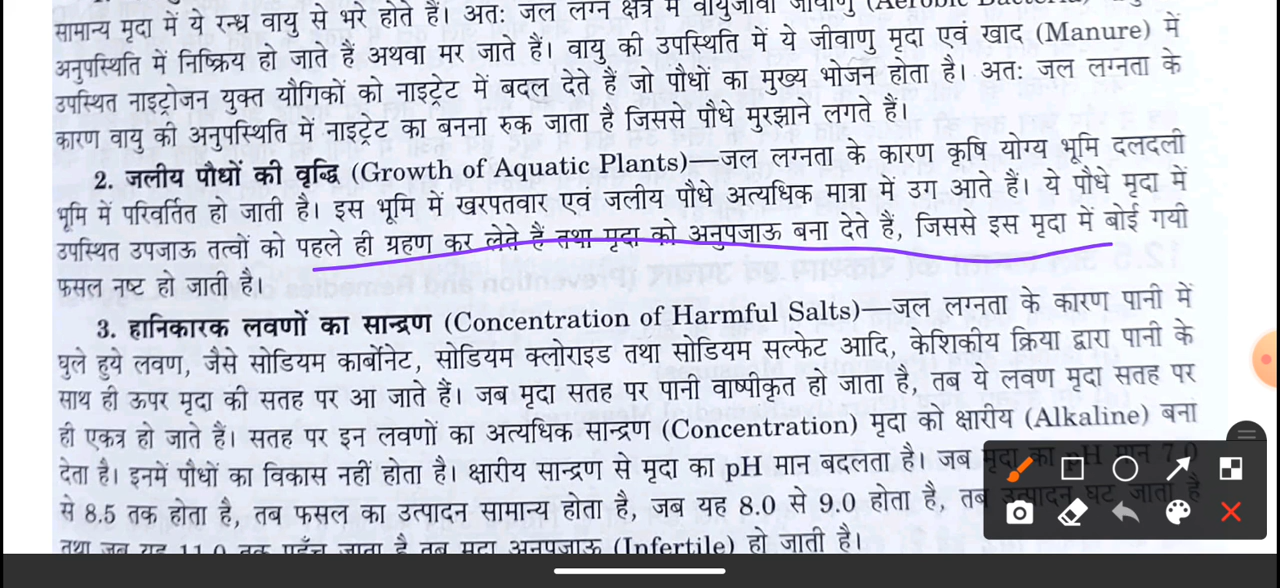 सामान्य मृदा में ये रन्ध्र वायु से भरे होते हैं। अतः जल लग्न क्षेत्र में वायुजीवी जीवाणु (Aerobic
अनुपस्थिति में निष्क्रिय हो जाते हैं अथवा मर जाते हैं। वायु की उपस्थिति में ये जीवाणु मृदा एवं खाद (Manure) में
उपस्थित नाइट्रोजन युक्त यौगिकों को नाइट्रेट में बदल देते हैं जो पौधों का मुख्य भोजन होता है। अतः जल लग्नता के
कारण वायु की अनुपस्थिति में नाइट्रेट का बनना रुक जाता है जिससे पौधे मुरझाने लगते हैं।
2. जलीय पौधों की वृद्धि (Growth of Aquatic Plants)—जल लग्नता के कारण कृषि योग्य भूमि दलदली
भूमि में परिवर्तित हो जाती है। इस भूमि में खरपतवार एवं जलीय पौधे अत्यधिक मात्रा में उग आते हैं। ये पौधे मृदा में
उपस्थित उपजाऊ तत्वों को पहले ही ग्रहण कर लेते हैं तथा मृदा को अनुपजाऊ बना देते हैं, जिससे इस मृदा में बोई गयी
फसल नष्ट हो जाती है।
3. हानिकारक लवणों का सान्द्रण (Concentration of Harmful Salts)—जल लग्नता के कारण पानी में
घुले हुये लवण, जैसे सोडियम कार्बोनेट, सोडियम क्लोराइड तथा सोडियम सल्फेट आदि, केशिकीय क्रिया द्वारा पानी के
साथ ही ऊपर मृदा की सतह पर आ जाते हैं। जब मृदा सतह पर पानी वाष्पीकृत हो जाता है, तब ये लवण मृदा सतह पर
ही एकत्र हो जाते हैं। सतह पर इन लवणों का अत्यधिक सान्द्रण (Concentration) मृदा को क्षारीय (Alkaline) बना
देता है। इनमें पौधों का विकास नहीं होता है। क्षारीय सान्द्रण से मृदा का pH मान बदलता है। जब मृदा का pH मान 7.0
से 8.5 तक होता है, तब फसल का उत्पादन सामान्य होता है, जब यह 8.0 से 9.0 होता है, तब उत्पादन घट जाता है
तथा जब यह 11.0 तक पहुँच जाता है तब मृदा अनुपजाऊ (Infertile) हो जाती है।